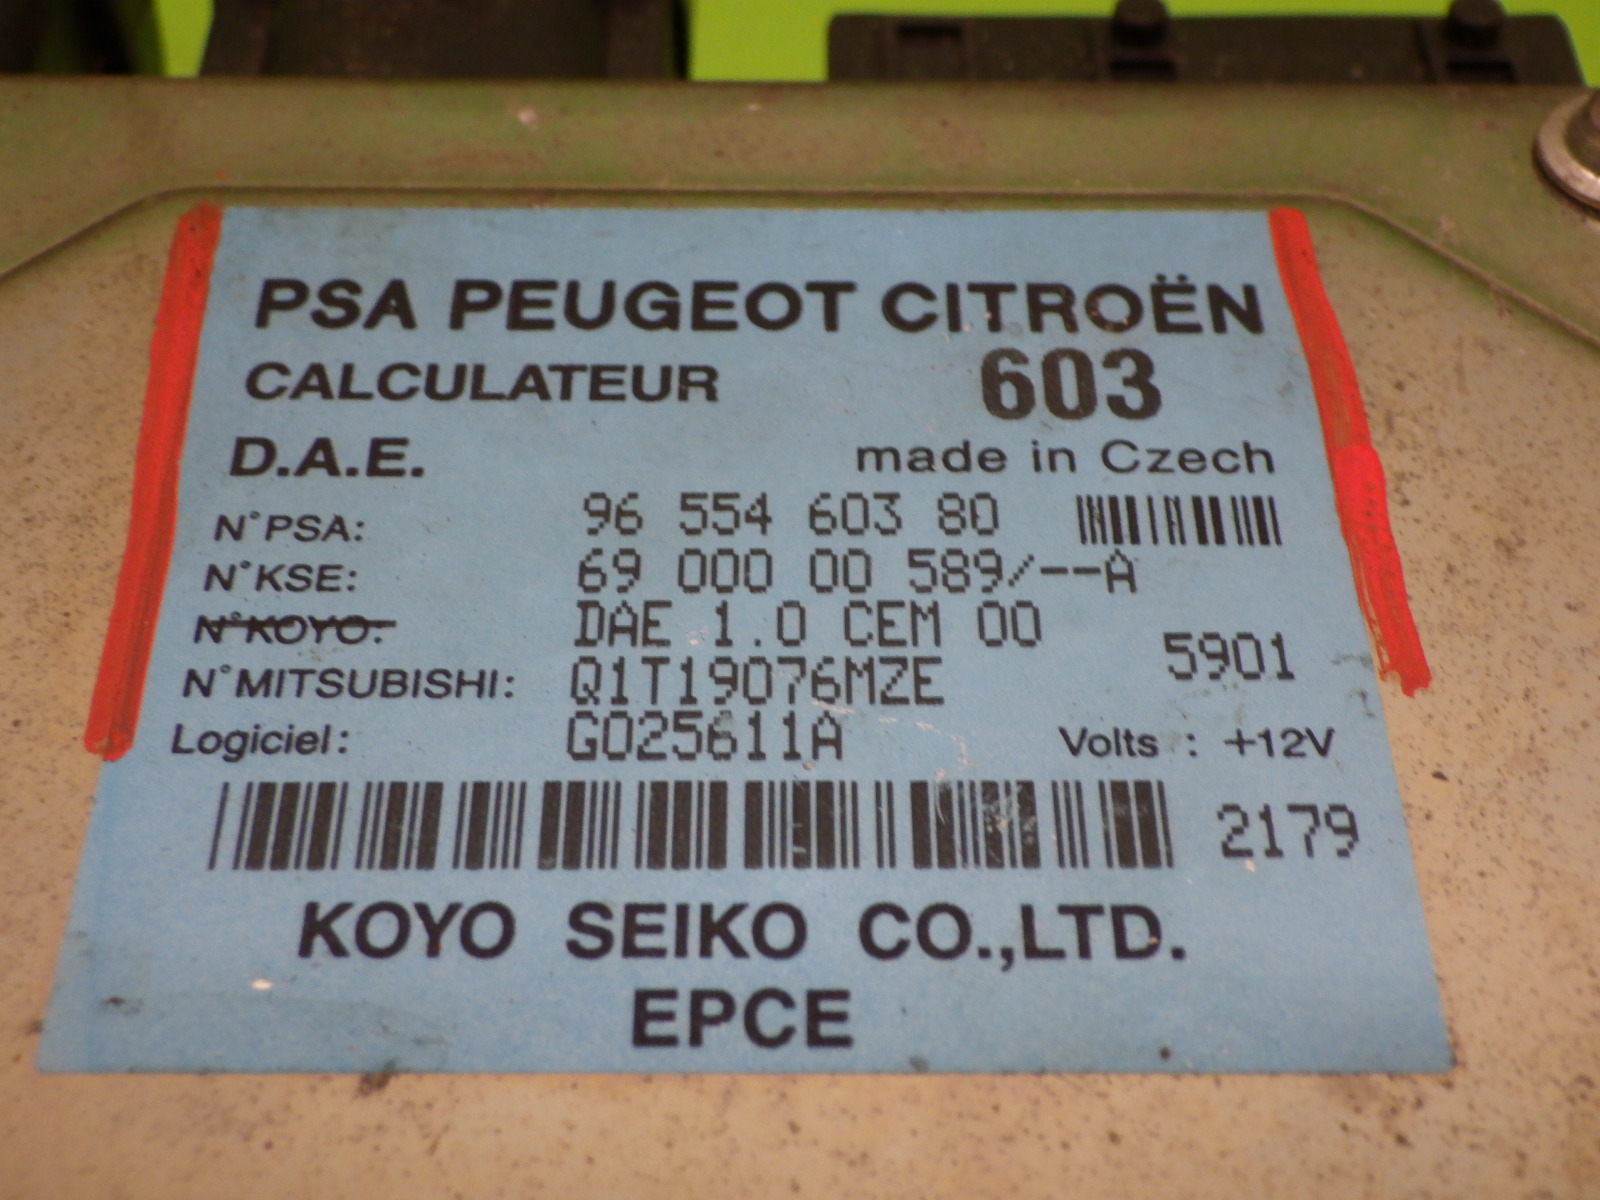 PSA PEUGEOT CITROËN
CALCULATEUR 603
D.A.E. made in Czech
N°PSA: 96 554 603 80
N°KSE: 69 000 00 589/--A
N°KOYO: DAE 1.0 CEM 00
5901
N°MITSUBISHI: Q1T19076MZE
Logiciel: G025611A Volts : +12V
2179
KOYO SEIKO CO.,LTD.
EPCE